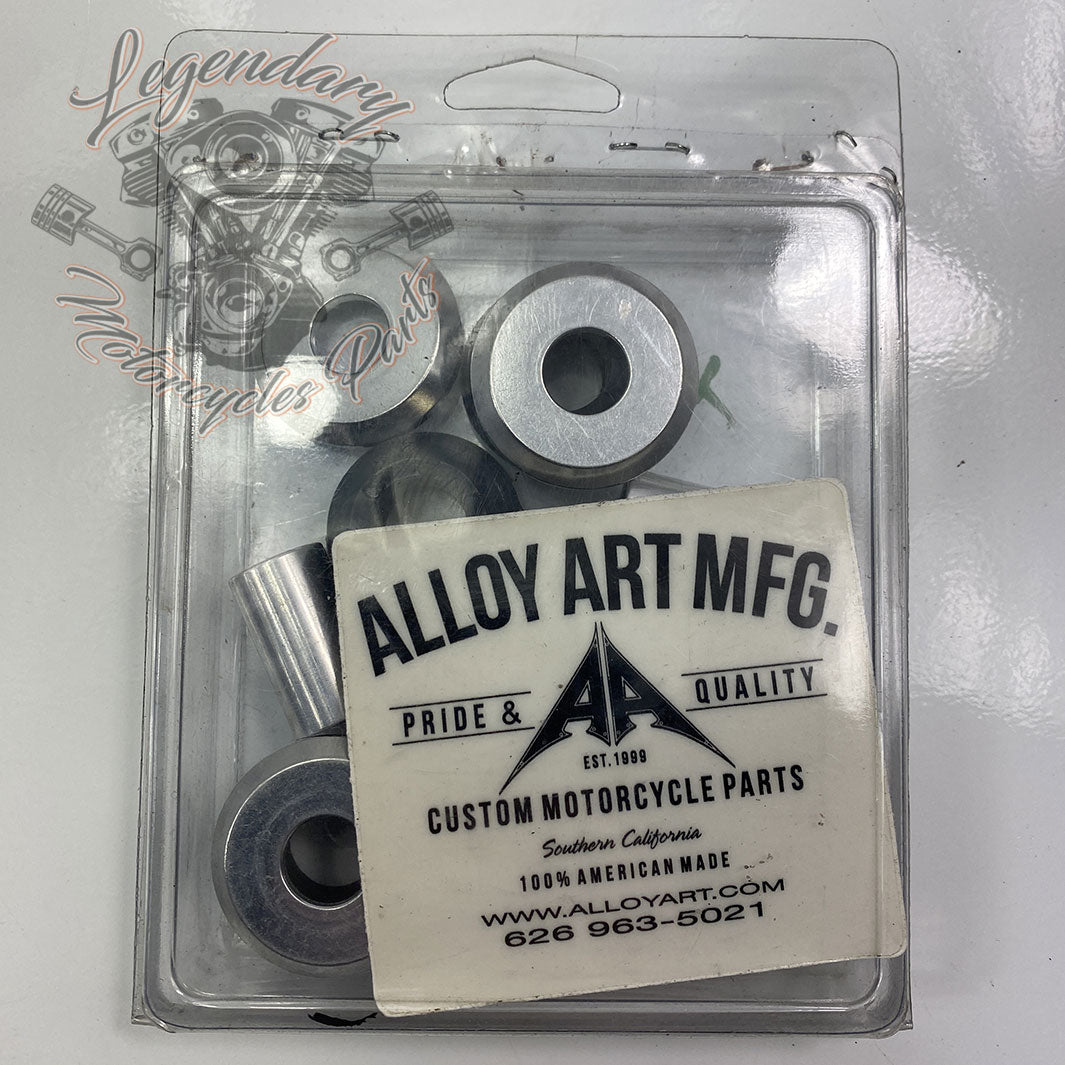 Legendary
Motorcycles Parts
ALLOY ART MFG.
PRIDE & QUALITY
AA
EST. 1999
CUSTOM MOTORCYCLE PARTS
Southern California
100% AMERICAN MADE
WWW.ALLOYART.COM
626 963-5021